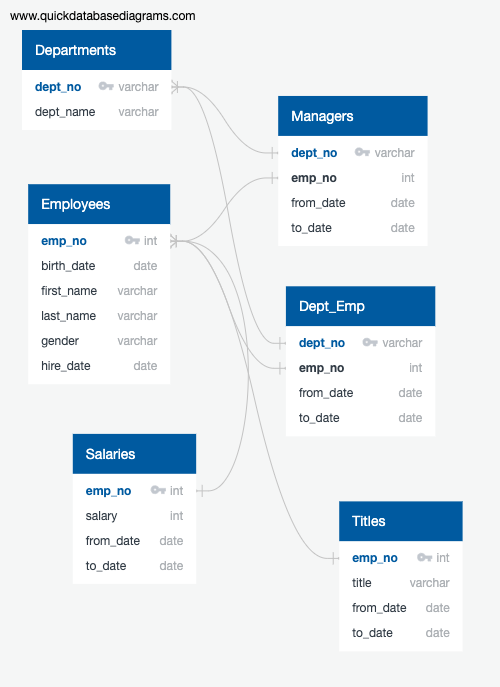 www.quickdatabasediagrams.com
Departments
dept_no varchar
dept_name varchar
Managers
dept_no varchar
emp_no int
from_date date
to_date date
Employees
emp_no int
birth_date date
first_name varchar
last_name varchar
gender varchar
hire_date date
Dept_Emp
dept_no varchar
emp_no int
from_date date
to_date date
Salaries
emp_no int
salary int
from_date date
to_date date
Titles
emp_no int
title varchar
from_date date
to_date date